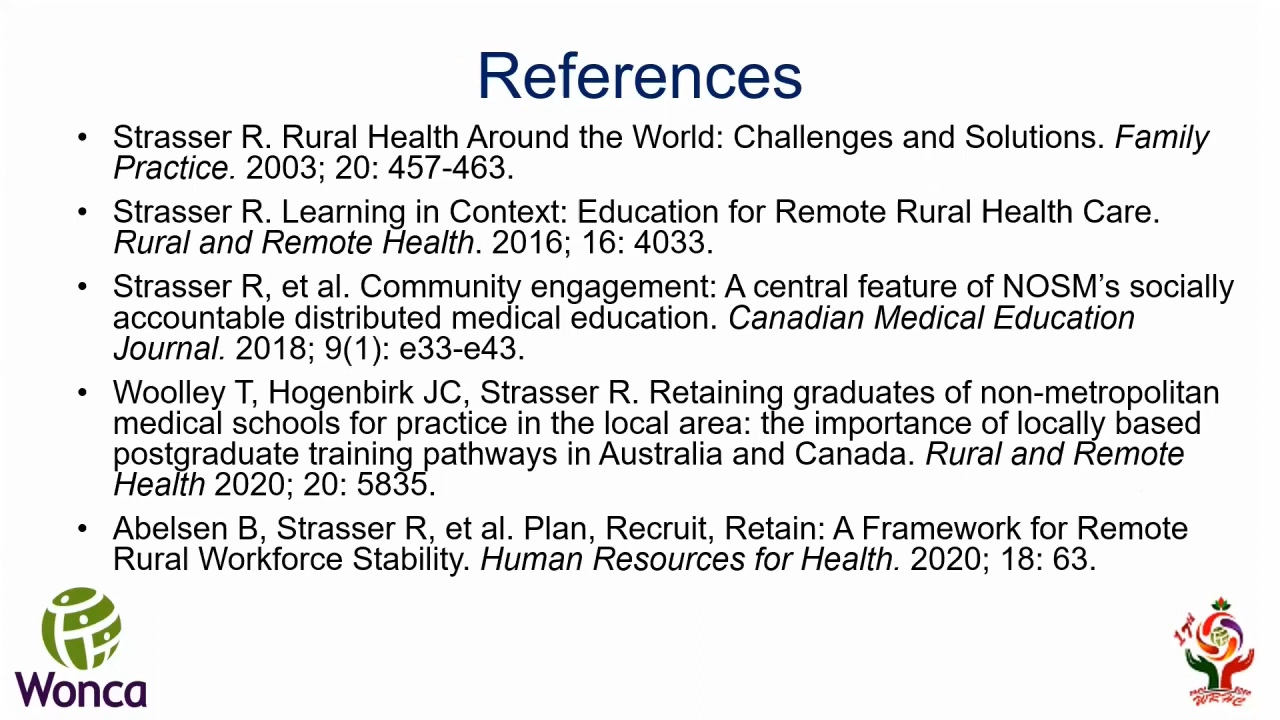 References
• Strasser R. Rural Health Around the World: Challenges and Solutions. Family
Practice. 2003; 20: 457-463.
• Strasser R. Learning in Context: Education for Remote Rural Health Care.
Rural and Remote Health. 2016; 16: 4033.
• Strasser R, et al. Community engagement: A central feature of NOSM’s socially
accountable distributed medical education. Canadian Medical Education
Journal. 2018; 9(1): e33-e43.
• Woolley T, Hogenbirk JC, Strasser R. Retaining graduates of non-metropolitan
medical schools for practice in the local area: the importance of locally based
postgraduate training pathways in Australia and Canada. Rural and Remote
Health 2020; 20: 5835.
• Abelsen B, Strasser R, et al. Plan, Recruit, Retain: A Framework for Remote
Rural Workforce Stability. Human Resources for Health. 2020; 18: 63.
Wonca
17th
WRHC